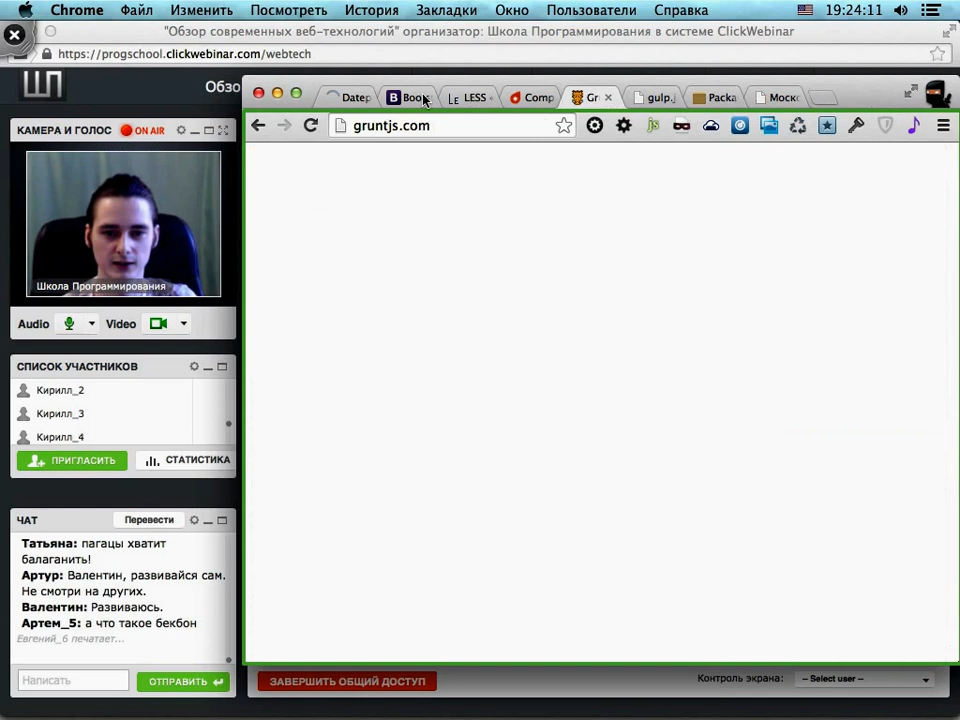 Chrome Файл Изменить Посмотреть История Закладки Окно Пользователи Справка 19:24:11
"Обзор современных веб-технологий" организатор: Школа Программирования в системе ClickWebinar
https://progschool.clickwebinar.com/webtech
ШП Обзо
Datep Boo LESS Comp Gr gulp.j Packa Моск
gruntjs.com
КАМЕРА И ГОЛОС ON AIR
Школа Программирования
Audio Video
СПИСОК УЧАСТНИКОВ
Кирилл_2
Кирилл_3
Кирилл_4
ПРИГЛАСИТЬ СТАТИСТИКА
ЧАТ Перевести
Татьяна: пагацы хватит
балаганить!
Артур: Валентин, развивайся сам.
Не смотри на других.
Валентин: Развиваюсь.
Артем_5: а что такое бекбон
Евгений_6 печатает...
Написать ОТПРАВИТЬ
ЗАВЕРШИТЬ ОБЩИЙ ДОСТУП Контроль экрана: -- Select user --